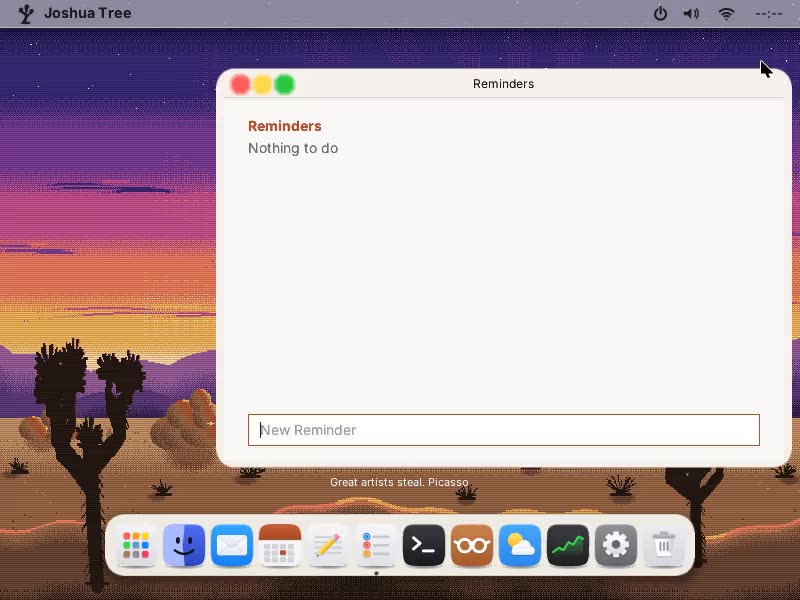 Joshua Tree
--:--
Reminders
Reminders
Nothing to do
New Reminder
Great artists steal. Picasso